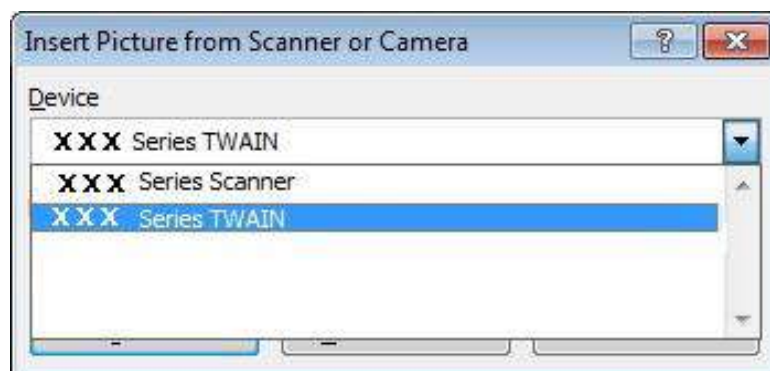 Insert Picture from Scanner or Camera
Device
XXX Series TWAIN
XXX Series Scanner
XXX Series TWAIN